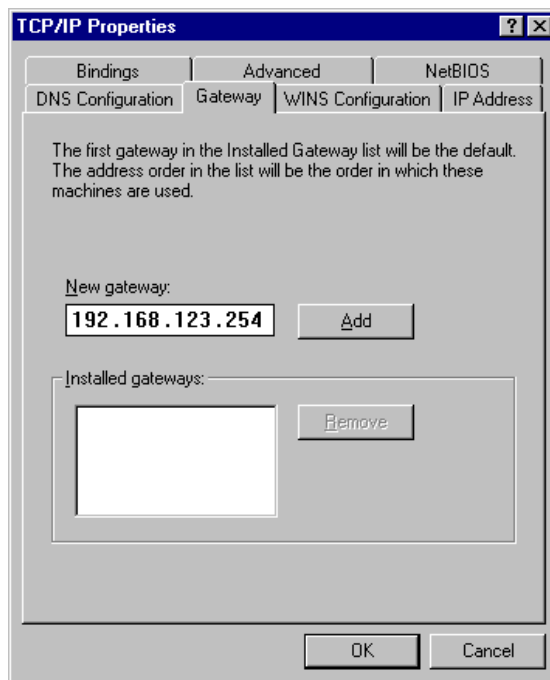 TCP/IP Properties
Bindings
Advanced
NetBIOS
DNS Configuration
Gateway
WINS Configuration
IP Address
The first gateway in the Installed Gateway list will be the default.
The address order in the list will be the order in which these
machines are used.
New gateway:
192.168.123.254
Add
Installed gateways:
Remove
OK
Cancel